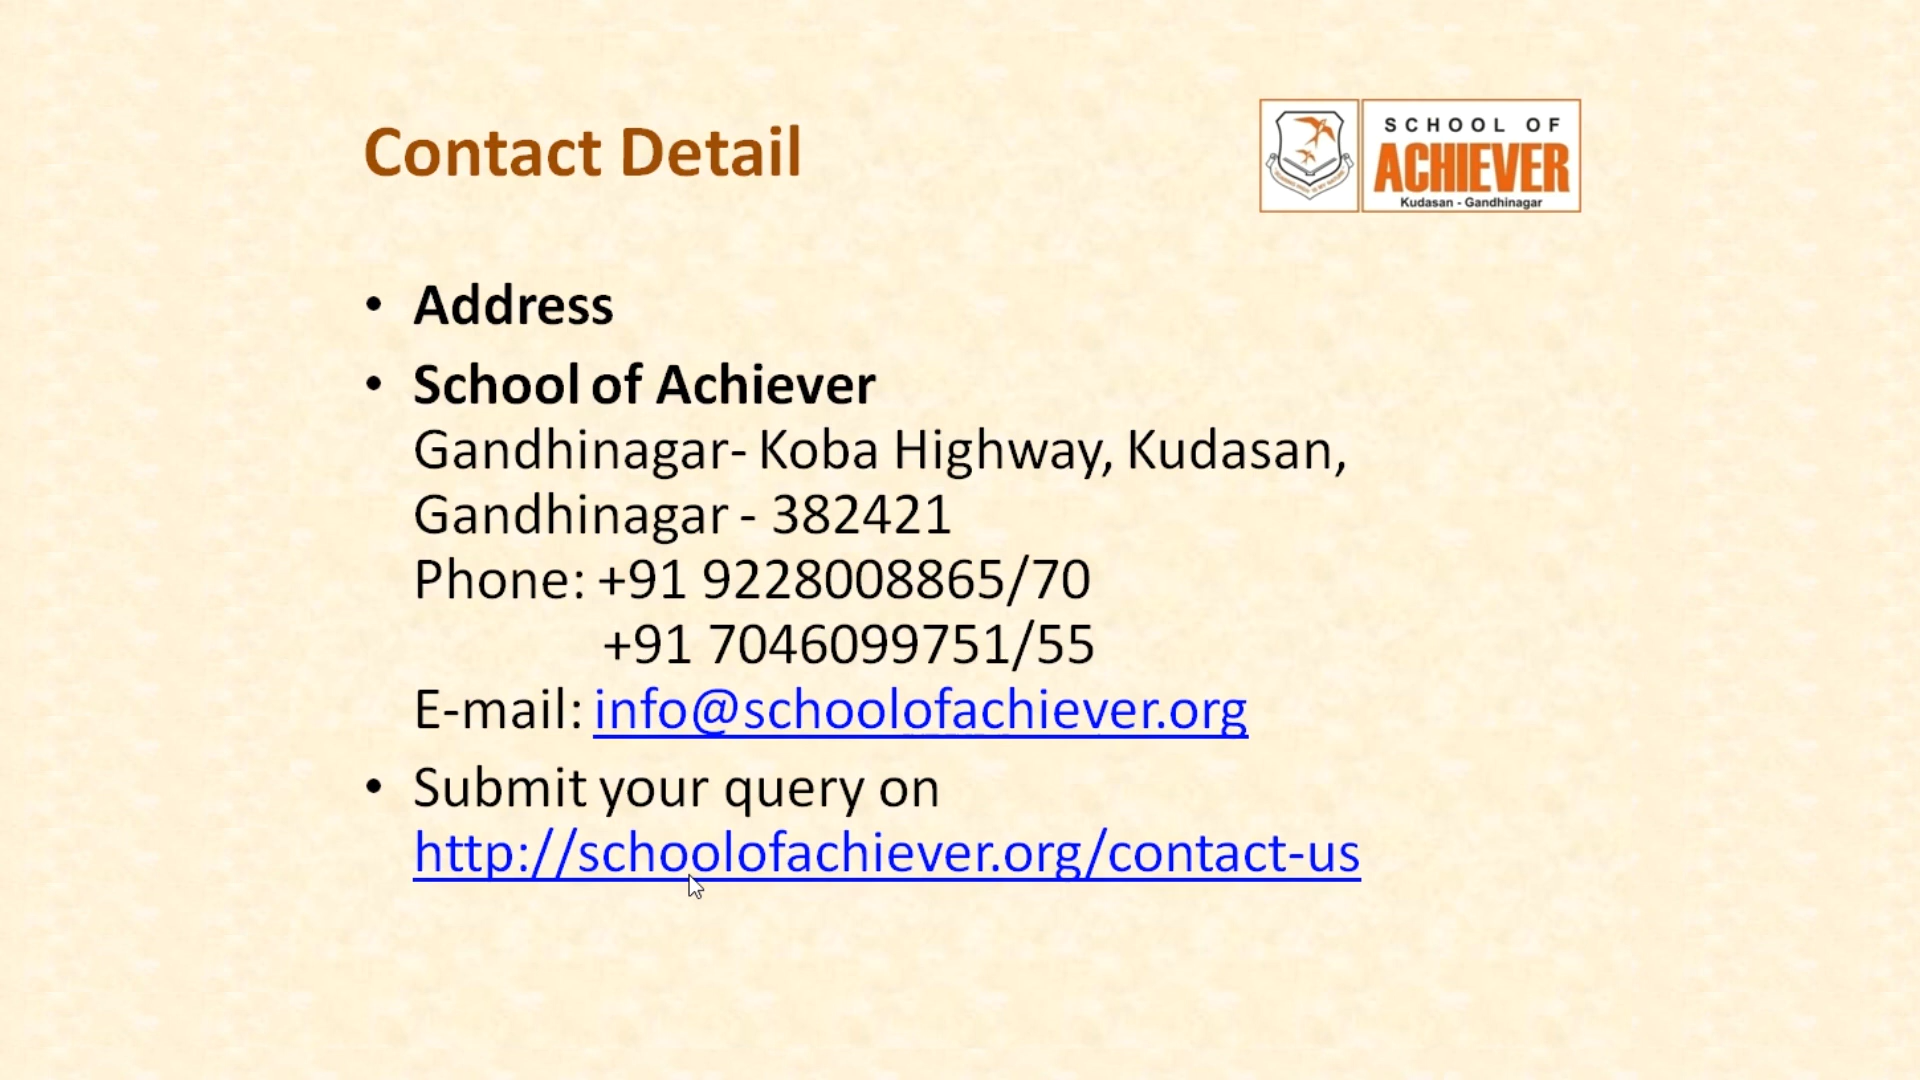 Contact Detail
SCHOOL OF
ACHIEVER
Kudasan - Gandhinagar
• Address
• School of Achiever
Gandhinagar- Koba Highway, Kudasan,
Gandhinagar - 382421
Phone: +91 9228008865/70
+91 7046099751/55
E-mail: info@schoolofachiever.org
• Submit your query on
http://schoolofachiever.org/contact-us